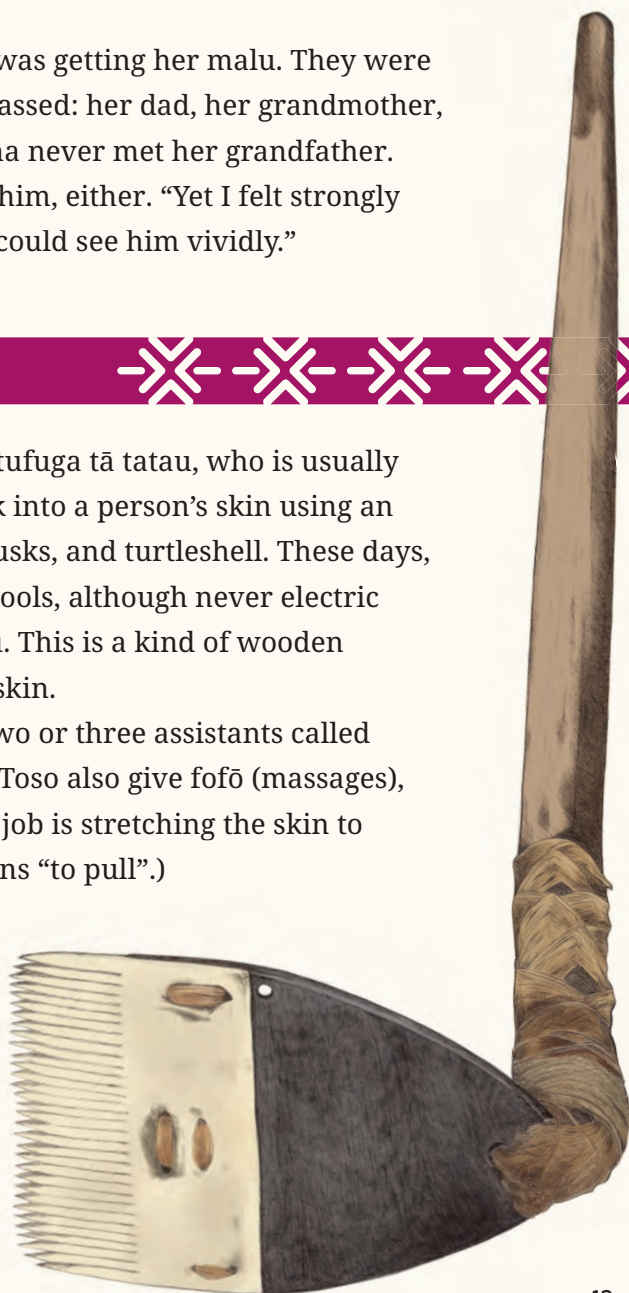 was getting her malu. They were
assed: her dad, her grandmother,
na never met her grandfather.
him, either. “Yet I felt strongly
could see him vividly.”
tufuga tā tatau, who is usually
k into a person’s skin using an
usks, and turtleshell. These days,
ools, although never electric
. This is a kind of wooden
skin.
wo or three assistants called
Toso also give fofō (massages),
job is stretching the skin to
ns “to pull”.)